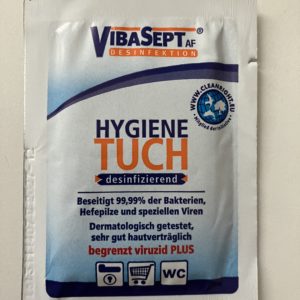 VIBASEPT® AF
DESINFEKTION
WWW.CLEANRIGHT.EU
HYGIENE
TUCH
desinfizierend
Beseitigt 99,99% der Bakterien,
Hefepilze und speziellen Viren
Dermatologisch getestet,
sehr gut hautverträglich
begrenzt viruzid PLUS
WC